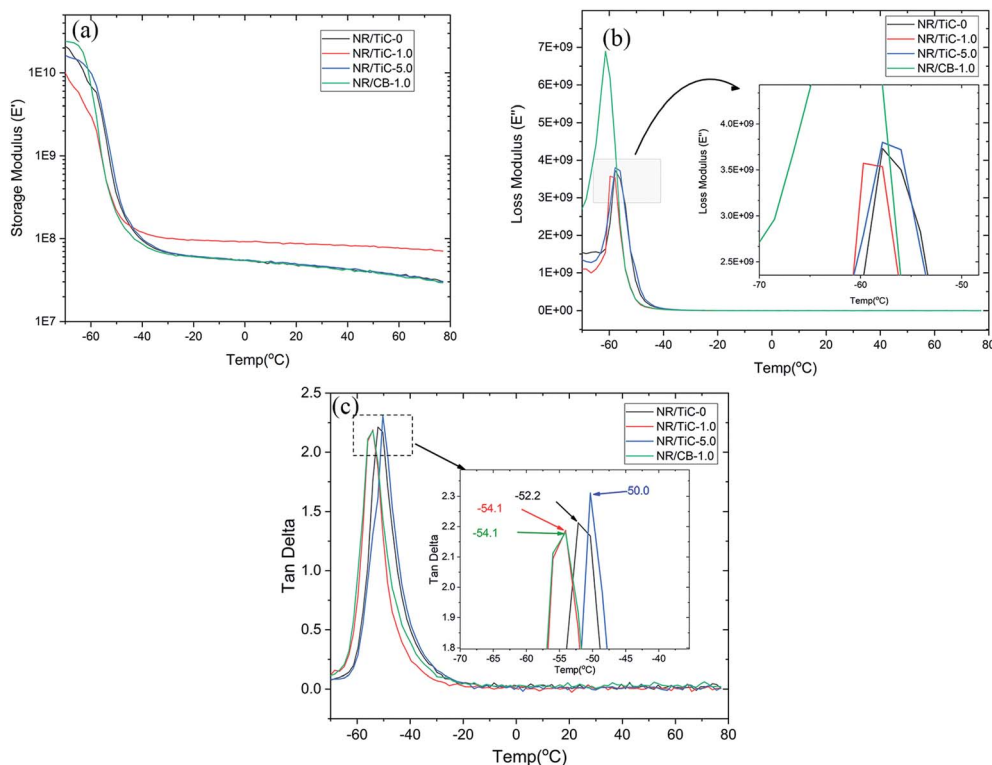 (a)
NR/TiC-0
NR/TiC-1.0
NR/TiC-5.0
NR/CB-1.0
1E10
1E9
1E8
1E7
Storage Modulus (E')
-60 -40 -20 0 20 40 60 80
Temp(ºC)
(b)
NR/TiC-0
NR/TiC-1.0
NR/TiC-5.0
NR/CB-1.0
7E+09
6E+09
5E+09
4E+09
3E+09
2E+09
1E+09
0E+00
Loss Modulus (E")
-60 -40 -20 0 20 40 60 80
Temp(ºC)
4.0E+09
3.5E+09
3.0E+09
2.5E+09
Loss Modulus (E")
-70 -60 -50
Temp(ºC)
(c)
NR/TiC-0
NR/TiC-1.0
NR/TiC-5.0
NR/CB-1.0
2.5
2.0
1.5
1.0
0.5
0.0
Tan Delta
-60 -40 -20 0 20 40 60 80
Temp(ºC)
-52.2
-50.0
-54.1
-54.1
2.3
2.2
2.1
2.0
1.9
1.8
Tan Delta
-70 -65 -60 -55 -50 -45 -40
Temp(ºC)